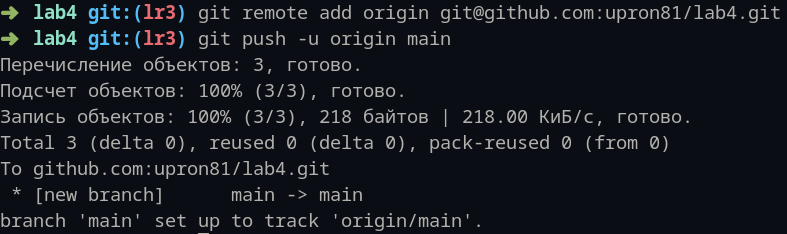 ➜ lab4 git:(lr3) git remote add origin git@github.com:upron81/lab4.git
➜ lab4 git:(lr3) git push -u origin main
Перечисление объектов: 3, готово.
Подсчет объектов: 100% (3/3), готово.
Запись объектов: 100% (3/3), 218 байтов | 218.00 КиБ/с, готово.
Total 3 (delta 0), reused 0 (delta 0), pack-reused 0 (from 0)
To github.com:upron81/lab4.git
 * [new branch]      main -> main
branch 'main' set up to track 'origin/main'.